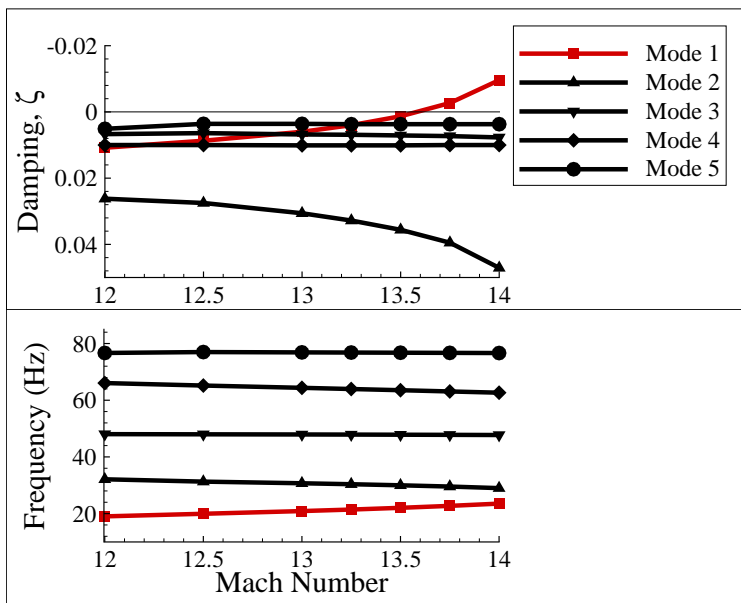 Damping, ζ
-0.02
0
0.02
0.04
12
12.5
13
13.5
14
Mode 1
Mode 2
Mode 3
Mode 4
Mode 5
Frequency (Hz)
80
60
40
20
12
12.5
13
13.5
14
Mach Number